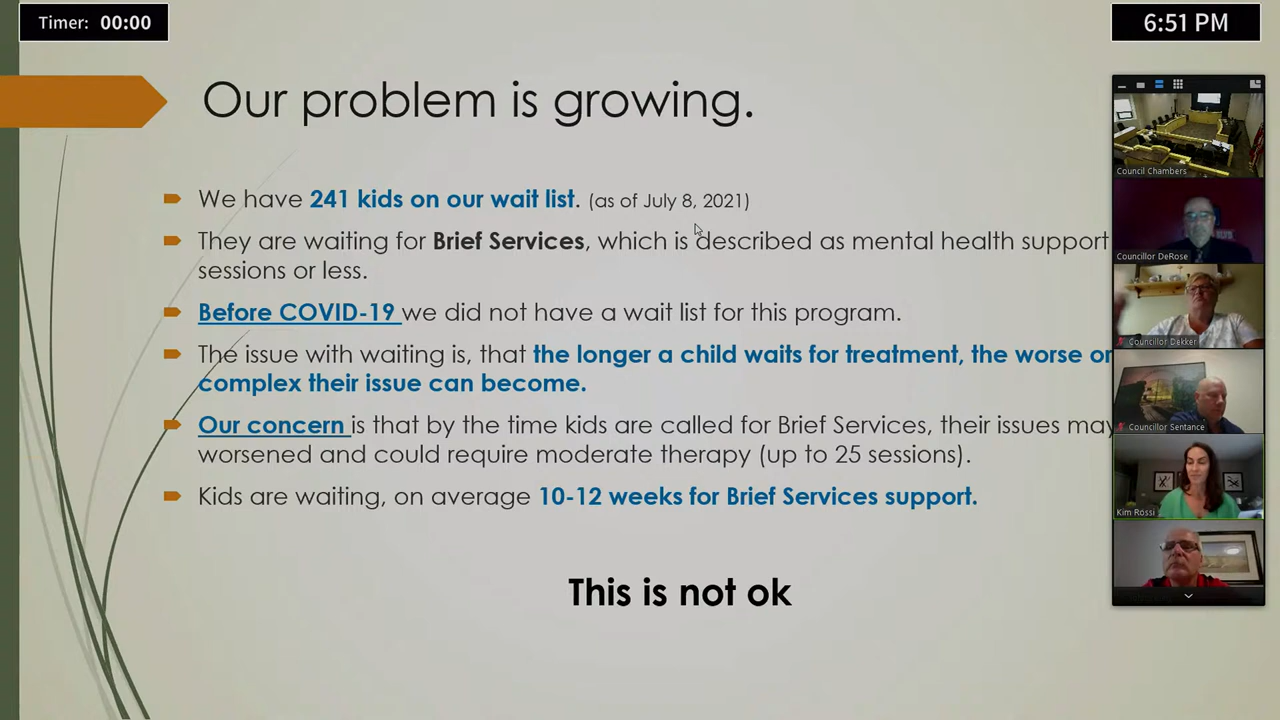 Timer: 00:00
6:51 PM
Our problem is growing.
We have 241 kids on our wait list. (as of July 8, 2021)
They are waiting for Brief Services, which is described as mental health support
sessions or less.
Before COVID-19 we did not have a wait list for this program.
The issue with waiting is, that the longer a child waits for treatment, the worse or
complex their issue can become.
Our concern is that by the time kids are called for Brief Services, their issues may
worsened and could require moderate therapy (up to 25 sessions).
Kids are waiting, on average 10-12 weeks for Brief Services support.
This is not ok
Council Chambers
Councillor DeRose
Councillor Dekker
Councillor Sentance
Kim Rossi